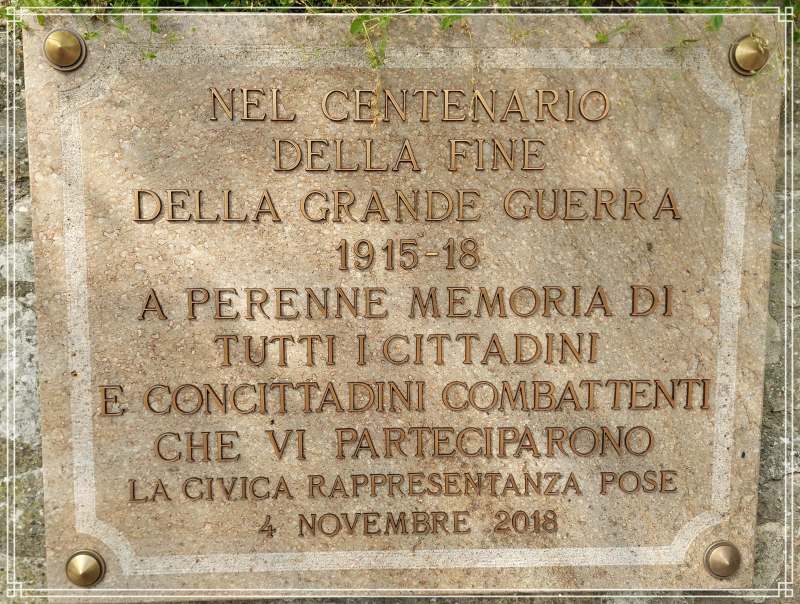 NEL CENTENARIO
DELLA FINE
DELLA GRANDE GUERRA
1915-18
A PERENNE MEMORIA DI
TUTTI I CITTADINI
E CONCITTADINI COMBATTENTI
CHE VI PARTECIPARONO
LA CIVICA RAPPRESENTANZA POSE
4 NOVEMBRE 2018